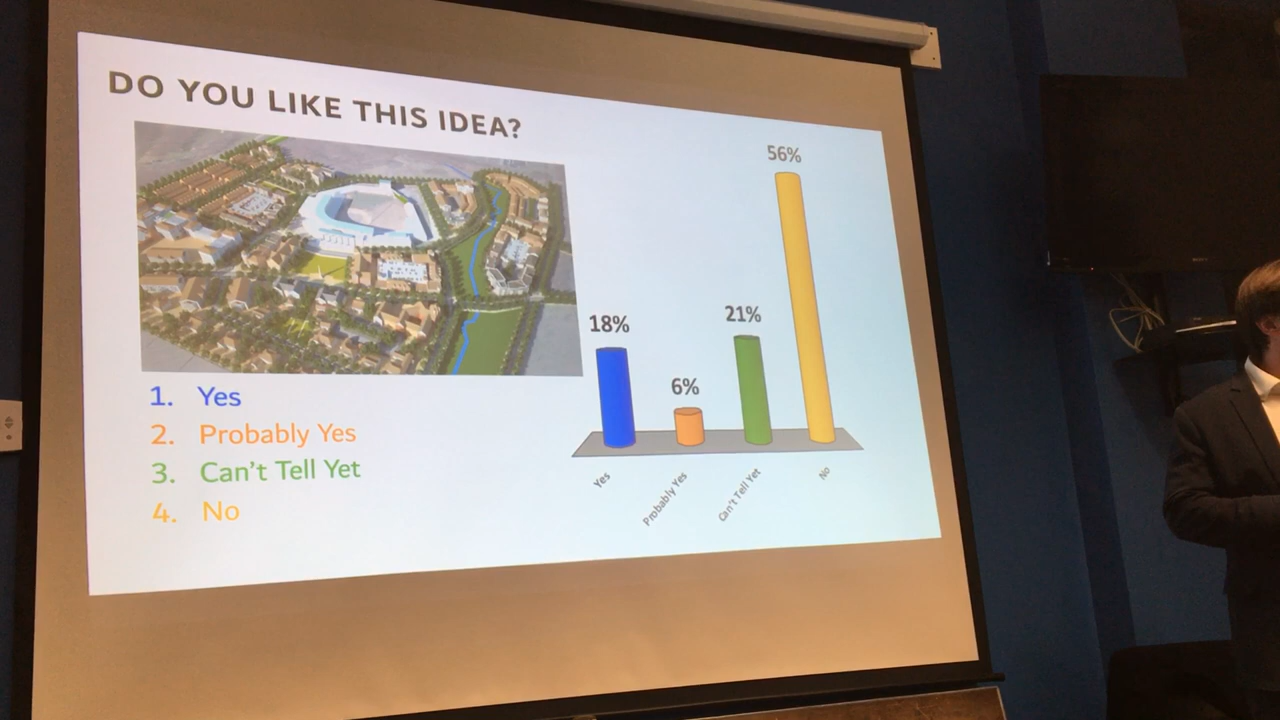 DO YOU LIKE THIS IDEA?
56%
18%
21%
6%
1. Yes
2. Probably Yes
3. Can't Tell Yet
4. No
Yes
Probably Yes
Can't Tell Yet
No